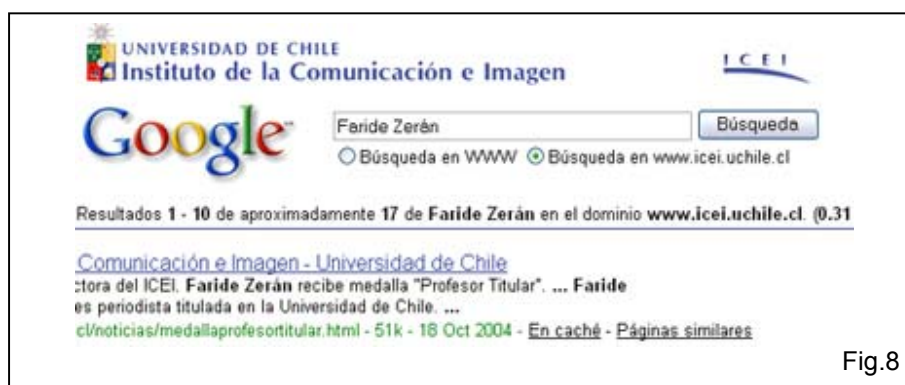 UNIVERSIDAD DE CHILE
Instituto de la Comunicación e Imagen
ICEI
Google
Faride Zerán
Búsqueda
Búsqueda en WWW Búsqueda en www.icei.uchile.cl
Resultados 1 - 10 de aproximadamente 17 de Faride Zerán en el dominio www.icei.uchile.cl. (0.31
Comunicación e Imagen - Universidad de Chile
ctora del ICEI. Faride Zerán recibe medalla "Profesor Titular". ... Faride
es periodista titulada en la Universidad de Chile. ...
cl/noticias/medallaprofesortitular.html - 51k - 18 Oct 2004 - En caché - Páginas similares
Fig.8